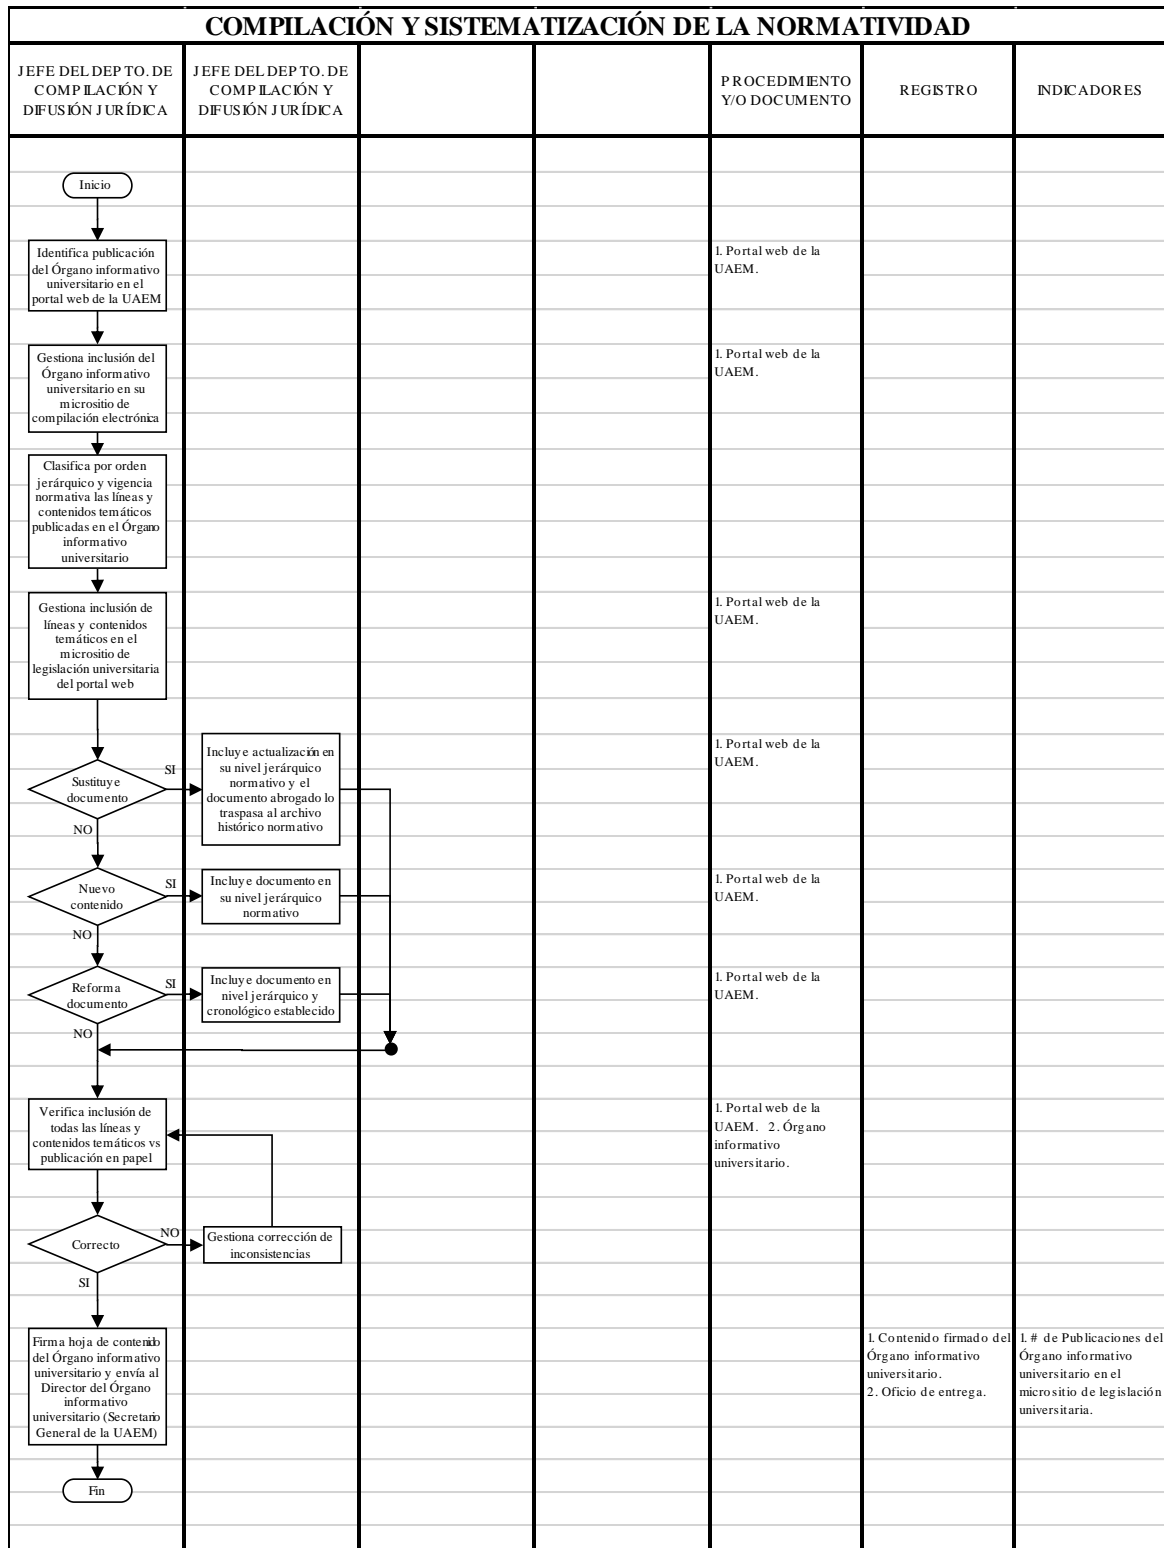 COMPILACIÓN Y SISTEMATIZACIÓN DE LA NORMATIVIDAD
JEFE DEL DEPTO. DE
COMPILACIÓN Y
DIFUSIÓN JURÍDICA
JEFE DEL DEPTO. DE
COMPILACIÓN Y
DIFUSIÓN JURÍDICA
PROCEDIMIENTO
Y/O DOCUMENTO
REGISTRO
INDICADORES
Inicio
Identifica publicación
del Órgano informativo
universitario en el
portal web de la UAEM
1. Portal web de la
UAEM.
Gestiona inclusión del
Órgano informativo
universitario en su
micrositio de
compilación electrónica
1. Portal web de la
UAEM.
Clasifica por orden
jerárquico y vigencia
normativa las líneas y
contenidos temáticos
publicadas en el Órgano
informativo
universitario
Gestiona inclusión de
líneas y contenidos
temáticos en el
micrositio de
legislación universitaria
del portal web
1. Portal web de la
UAEM.
Sustituye
documento
SI
NO
Incluye actualización en
su nivel jerárquico
normativo y el
documento abrogado lo
traspasa al archivo
histórico normativo
1. Portal web de la
UAEM.
Nuevo
contenido
SI
NO
Incluye documento en
su nivel jerárquico
normativo
1. Portal web de la
UAEM.
Reforma
documento
SI
NO
Incluye documento en
nivel jerárquico y
cronológico establecido
1. Portal web de la
UAEM.
Verifica inclusión de
todas las líneas y
contenidos temáticos vs
publicación en papel
1. Portal web de la
UAEM. 2. Órgano
informativo
universitario.
Correcto
NO
SI
Gestiona corrección de
inconsistencias
Firma hoja de contenido
del Órgano informativo
universitario y envía al
Director del Órgano
informativo
universitario (Secretario
General de la UAEM)
1. Contenido firmado del
Órgano informativo
universitario.
2. Oficio de entrega.
1. # de Publicaciones del
Órgano informativo
universitario en el
micrositio de legislación
universitaria.
Fin